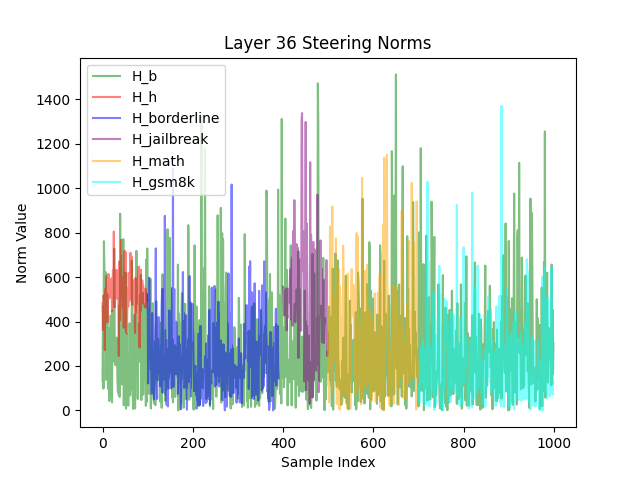 Layer 36 Steering Norms
H_b
H_h
H_borderline
H_jailbreak
H_math
H_gsm8k
Norm Value
1400
1200
1000
800
600
400
200
0
0 200 400 600 800 1000
Sample Index